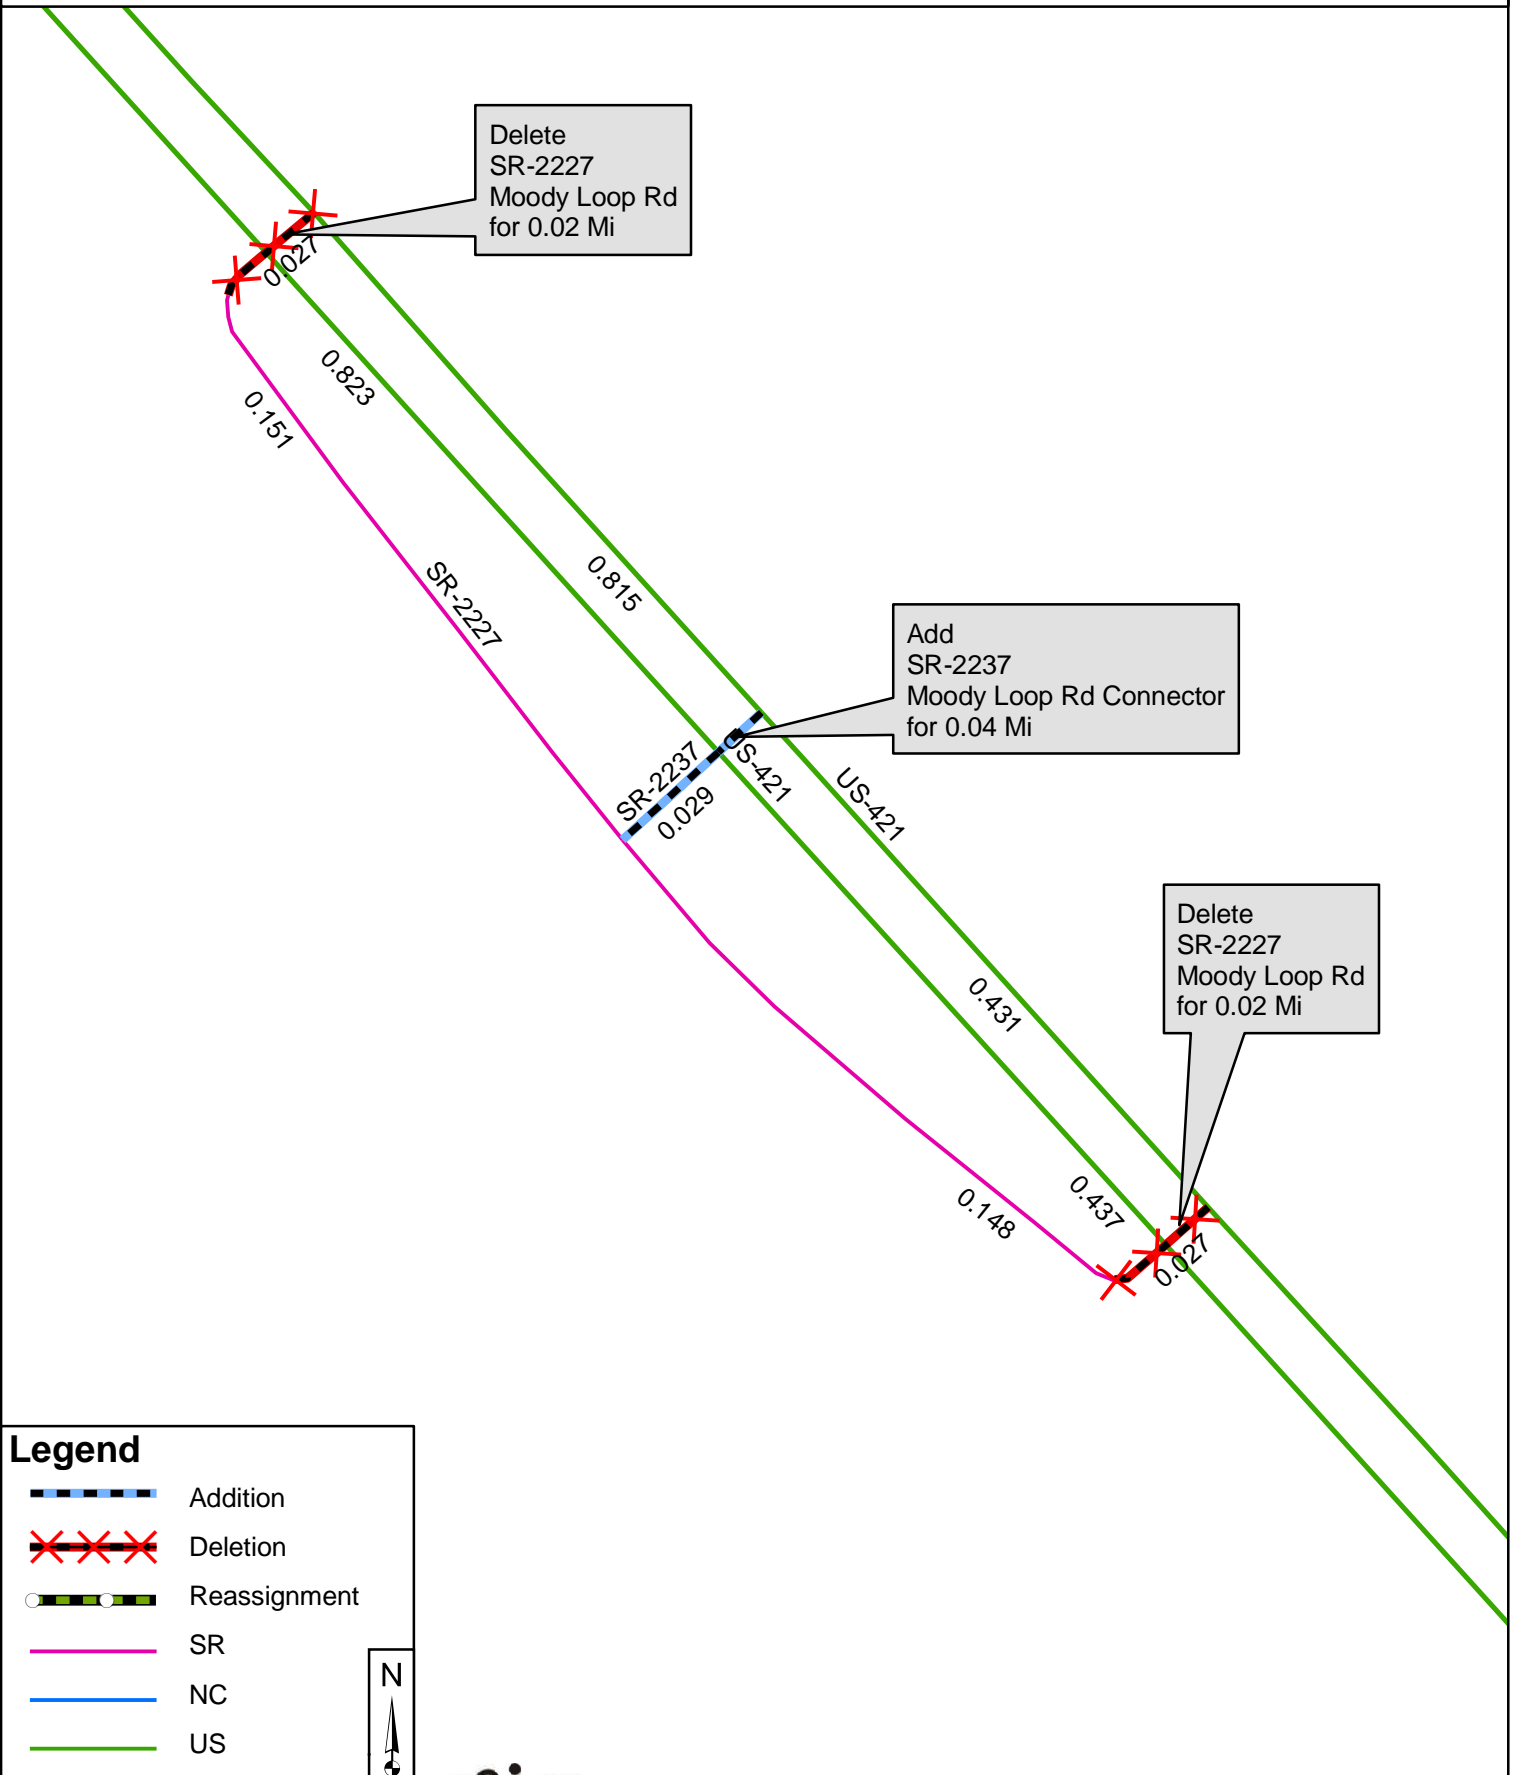 Delete
SR-2227
Moody Loop Rd
for 0.02 Mi
0.027
0.823
0.151
SR-2227
0.815
Add
SR-2237
Moody Loop Rd Connector
for 0.04 Mi
SR-2237
0.029
US-421
US-421
Delete
SR-2227
Moody Loop Rd
for 0.02 Mi
0.431
0.437
0.148
0.027
Legend
Addition
Deletion
Reassignment
SR
NC
US
N